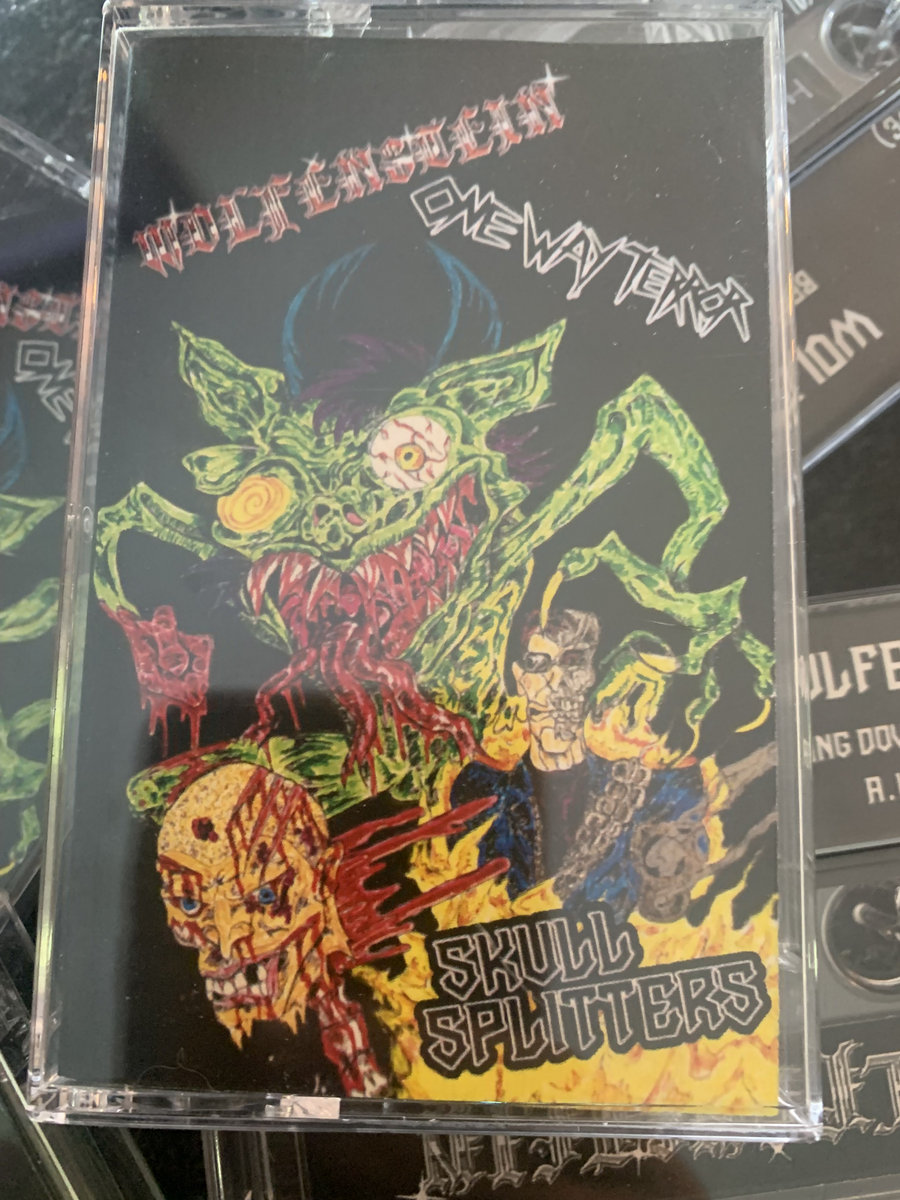 WOLFENSTEIN
ONE WAY TERROR
SKULL
SPLITTERS